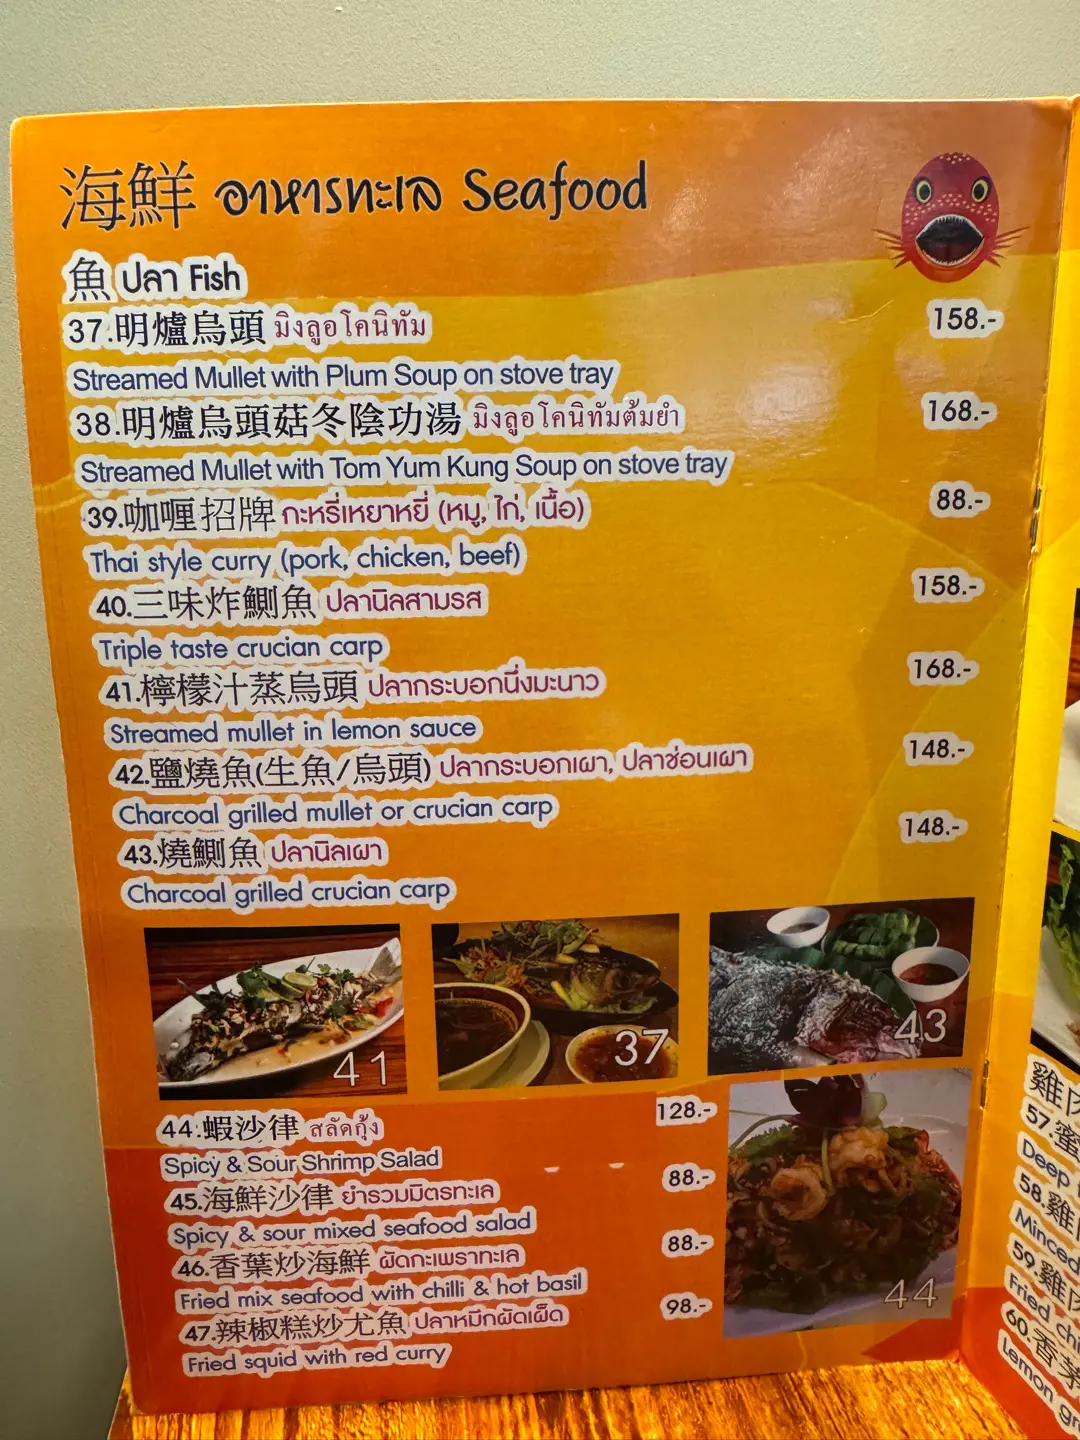 海鮮 อาหารทะเล Seafood
魚 ปลา Fish
37.明爐烏頭 มิงลูอโคนิทัม 158.-
Streamed Mullet with Plum Soup on stove tray
38.明爐烏頭菇冬陰功湯 มิงลูอโคนิทัมต้มยำ 168.-
Streamed Mullet with Tom Yum Kung Soup on stove tray
39.咖喱招牌 กะหรี่เหยาหยี่ (หมู, ไก่, เนื้อ) 88.-
Thai style curry (pork, chicken, beef)
40.三味炸鰂魚 ปลานิลสามรส 158.-
Triple taste crucian carp
41.檸檬汁蒸烏頭 ปลากระบอกนึ่งมะนาว 168.-
Streamed mullet in lemon sauce
42.鹽燒魚(生魚/烏頭) ปลากระบอกเผา, ปลาช่อนเผา 148.-
Charcoal grilled mullet or crucian carp
43.燒鰂魚 ปลานิลเผา 148.-
Charcoal grilled crucian carp
41
37
43
44.蝦沙律 สลัดกุ้ง 128.-
Spicy & Sour Shrimp Salad
45.海鮮沙律 ยำรวมมิตรทะเล 88.-
Spicy & sour mixed seafood salad
46.香葉炒海鮮 ผัดกะเพราทะเล 88.-
Fried mix seafood with chilli & hot basil
47.辣椒糕炒尤魚 ปลาหมึกผัดเผ็ด 98.-
Fried squid with red curry
44
雞肉
57.蜜
Deep
58.雞
Minced
59.雞肉
Fried chi
60.香茅
Lemon gr